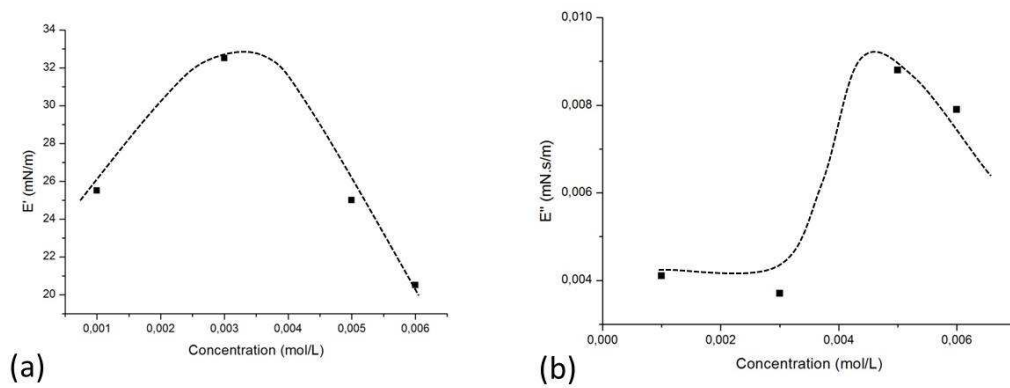 34
32
30
28
26
24
22
20
E' (mN/m)
0,001 0,002 0,003 0,004 0,005 0,006
Concentration (mol/L)
(a)
0,010
0,008
0,006
0,004
E'' (mN.s/m)
0,000 0,002 0,004 0,006
Concentration (mol/L)
(b)